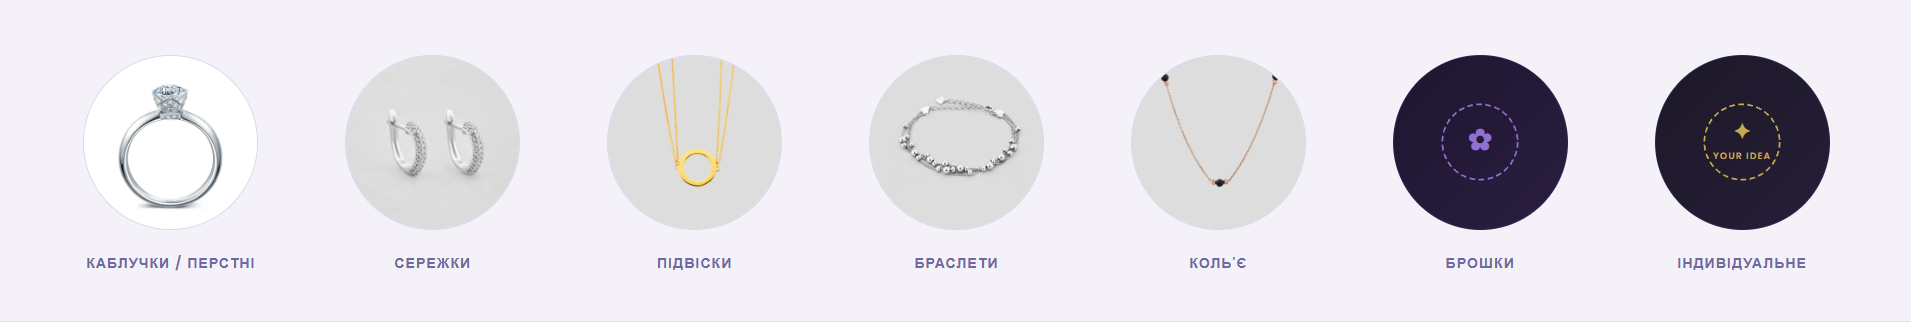 YOUR IDEA
КАБЛУЧКИ / ПЕРСТНІ
СЕРЕЖКИ
ПІДВІСКИ
БРАСЛЕТИ
КОЛЬ'Є
БРОШКИ
ІНДИВІДУАЛЬНЕ